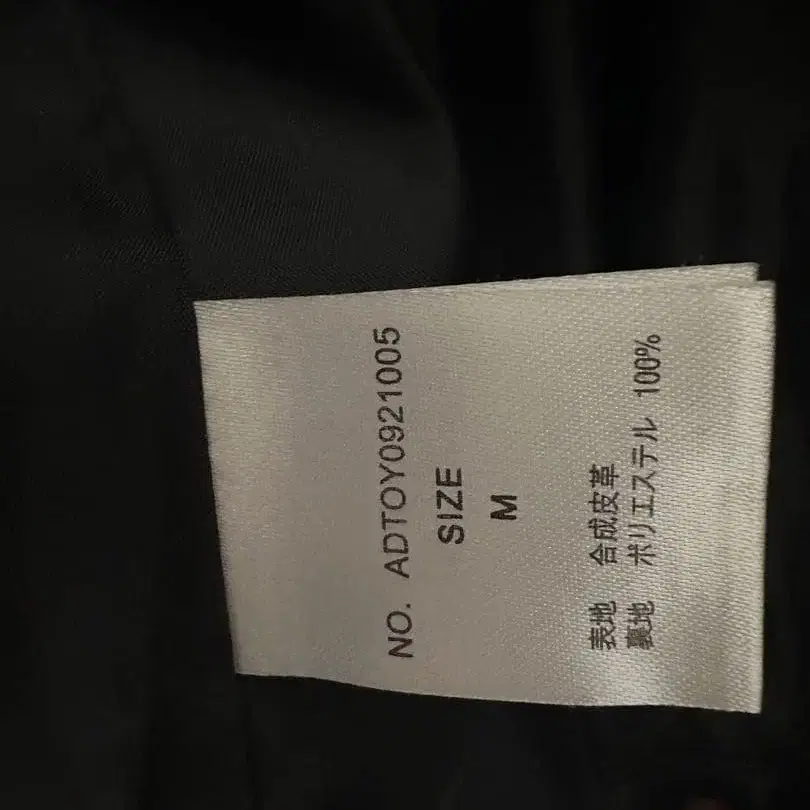 NO. ADTOY0921005
SIZE
M
表地 合成皮革
裏地 ポリエステル 100%